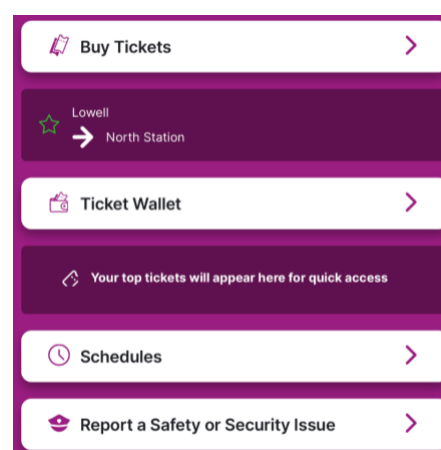 Buy Tickets
Lowell
North Station
Ticket Wallet
Your top tickets will appear here for quick access
Schedules
Report a Safety or Security Issue